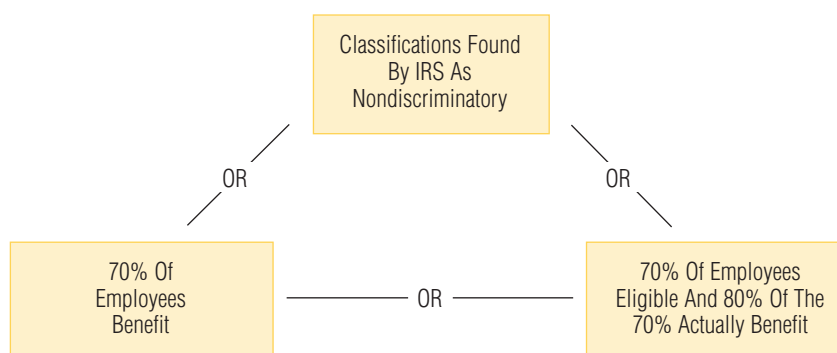 Classifications Found
By IRS As
Nondiscriminatory
OR
OR
70% Of
Employees
Benefit
OR
70% Of Employees
Eligible And 80% Of The
70% Actually Benefit